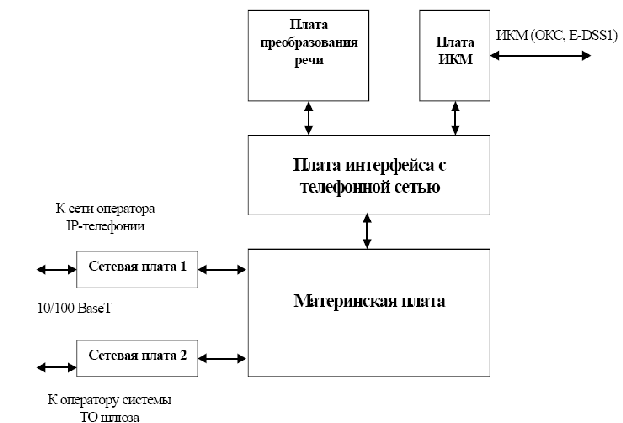 Плата
преобразования
речи
Плата
ИКМ
ИКМ (ОКС, E-DSS1)
Плата интерфейса с
телефонной сетью
К сети оператора
IP-телефонии
Сетевая плата 1
10/100 BaseT
Материнская плата
Сетевая плата 2
К оператору системы
ТО шлюза